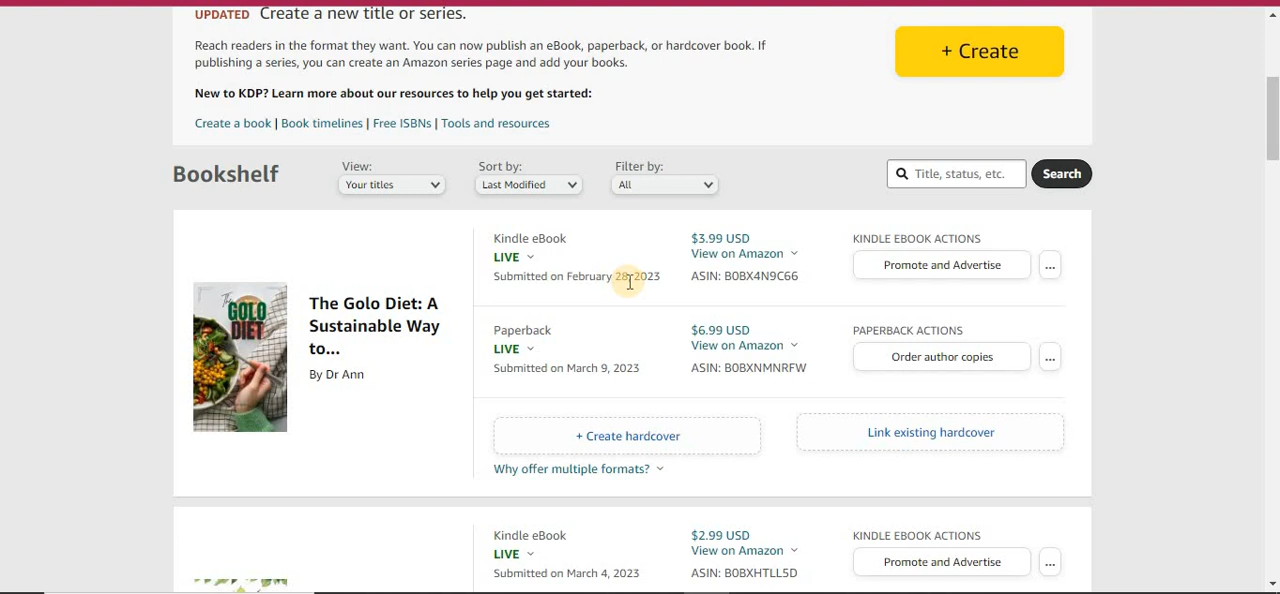 UPDATED Create a new title or series.
Reach readers in the format they want. You can now publish an eBook, paperback, or hardcover book. If
publishing a series, you can create an Amazon series page and add your books.
+ Create
New to KDP? Learn more about our resources to help you get started:
Create a book | Book timelines | Free ISBNs | Tools and resources
Bookshelf
View:
Your titles
Sort by:
Last Modified
Filter by:
All
Title, status, etc.
Search
The
GOLO
DIET
The Golo Diet: A
Sustainable Way
to...
By Dr Ann
Kindle eBook
LIVE
Submitted on February 28, 2023
$3.99 USD
View on Amazon
ASIN: B0BX4N9C66
KINDLE EBOOK ACTIONS
Promote and Advertise
...
Paperback
LIVE
Submitted on March 9, 2023
$6.99 USD
View on Amazon
ASIN: B0BXNMNRFW
PAPERBACK ACTIONS
Order author copies
...
+ Create hardcover
Link existing hardcover
Why offer multiple formats?
Kindle eBook
LIVE
Submitted on March 4, 2023
$2.99 USD
View on Amazon
ASIN: B0BXHTLL5D
KINDLE EBOOK ACTIONS
Promote and Advertise
...